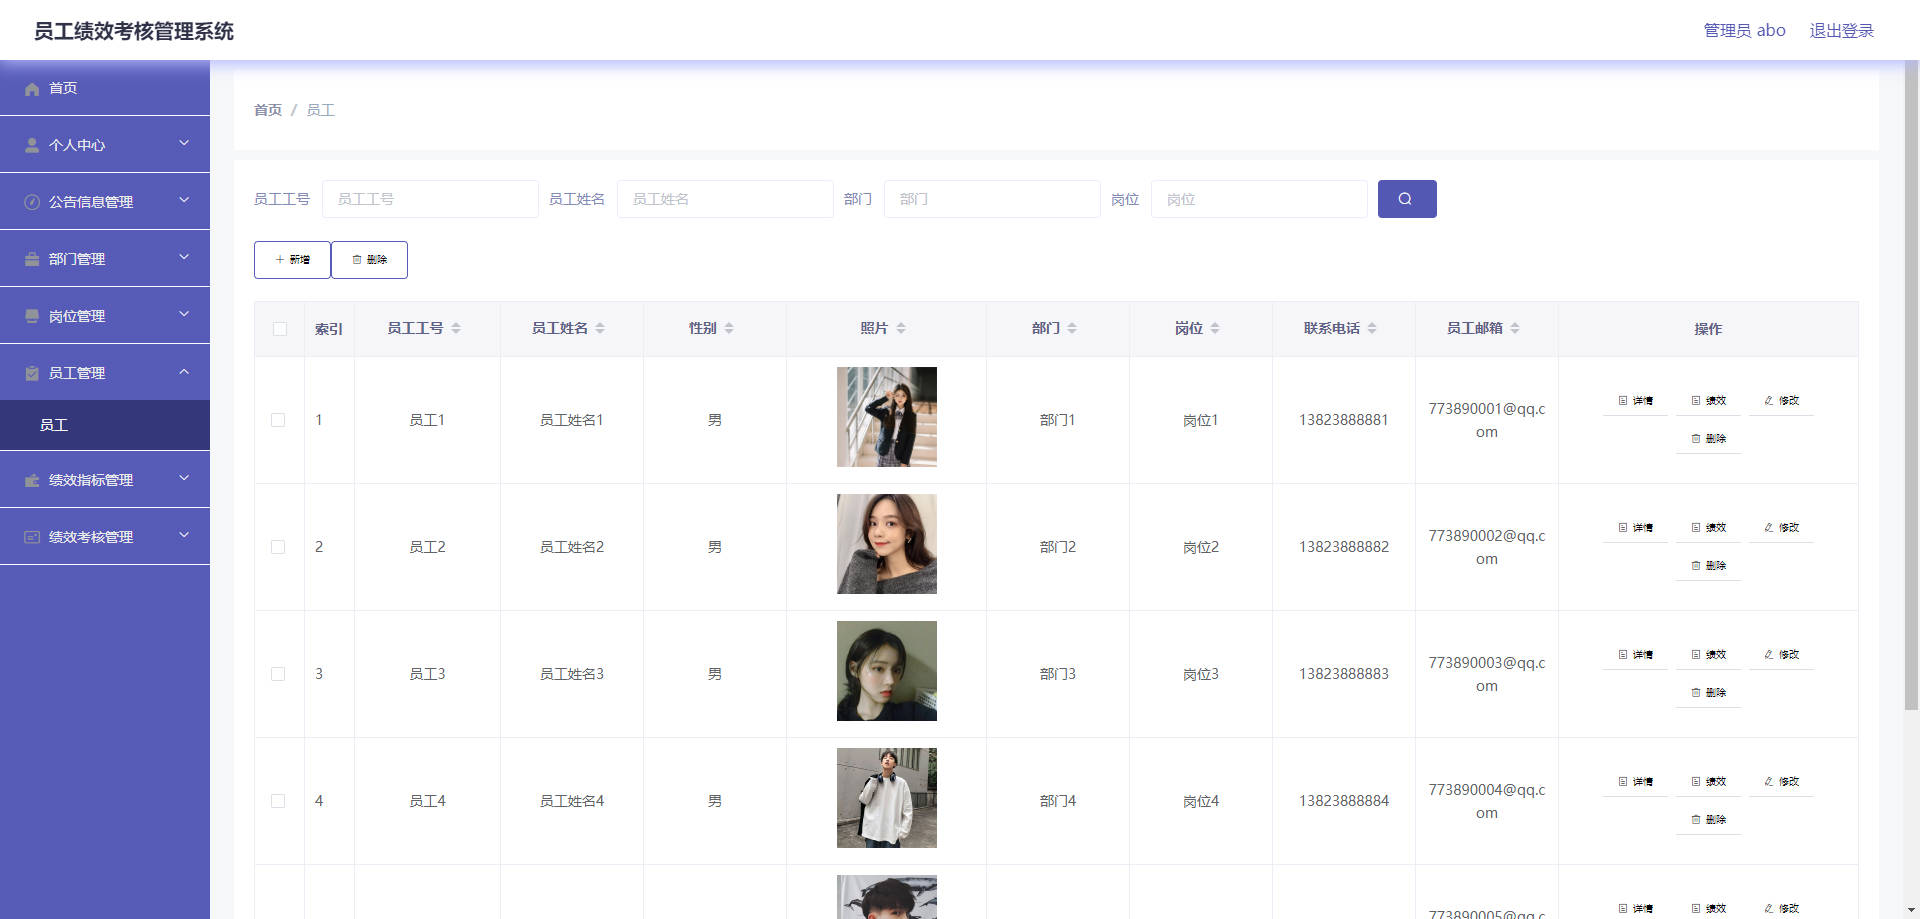 员工绩效考核管理系统
管理员 abo 退出登录
首页
个人中心
公告信息管理
部门管理
岗位管理
员工管理
员工
绩效指标管理
绩效考核管理
首页 / 员工
员工工号 员工工号 员工姓名 员工姓名 部门 部门 岗位 岗位
新增 删除
索引 员工工号 员工姓名 性别 照片 部门 岗位 联系电话 员工邮箱 操作
1 员工1 员工姓名1 男 部门1 岗位1 13823888881 773890001@qq.c
om
详情 绩效 修改
删除
2 员工2 员工姓名2 男 部门2 岗位2 13823888882 773890002@qq.c
om
详情 绩效 修改
删除
3 员工3 员工姓名3 男 部门3 岗位3 13823888883 773890003@qq.c
om
详情 绩效 修改
删除
4 员工4 员工姓名4 男 部门4 岗位4 13823888884 773890004@qq.c
om
详情 绩效 修改
删除
773890005@qq.c
详情 绩效 修改